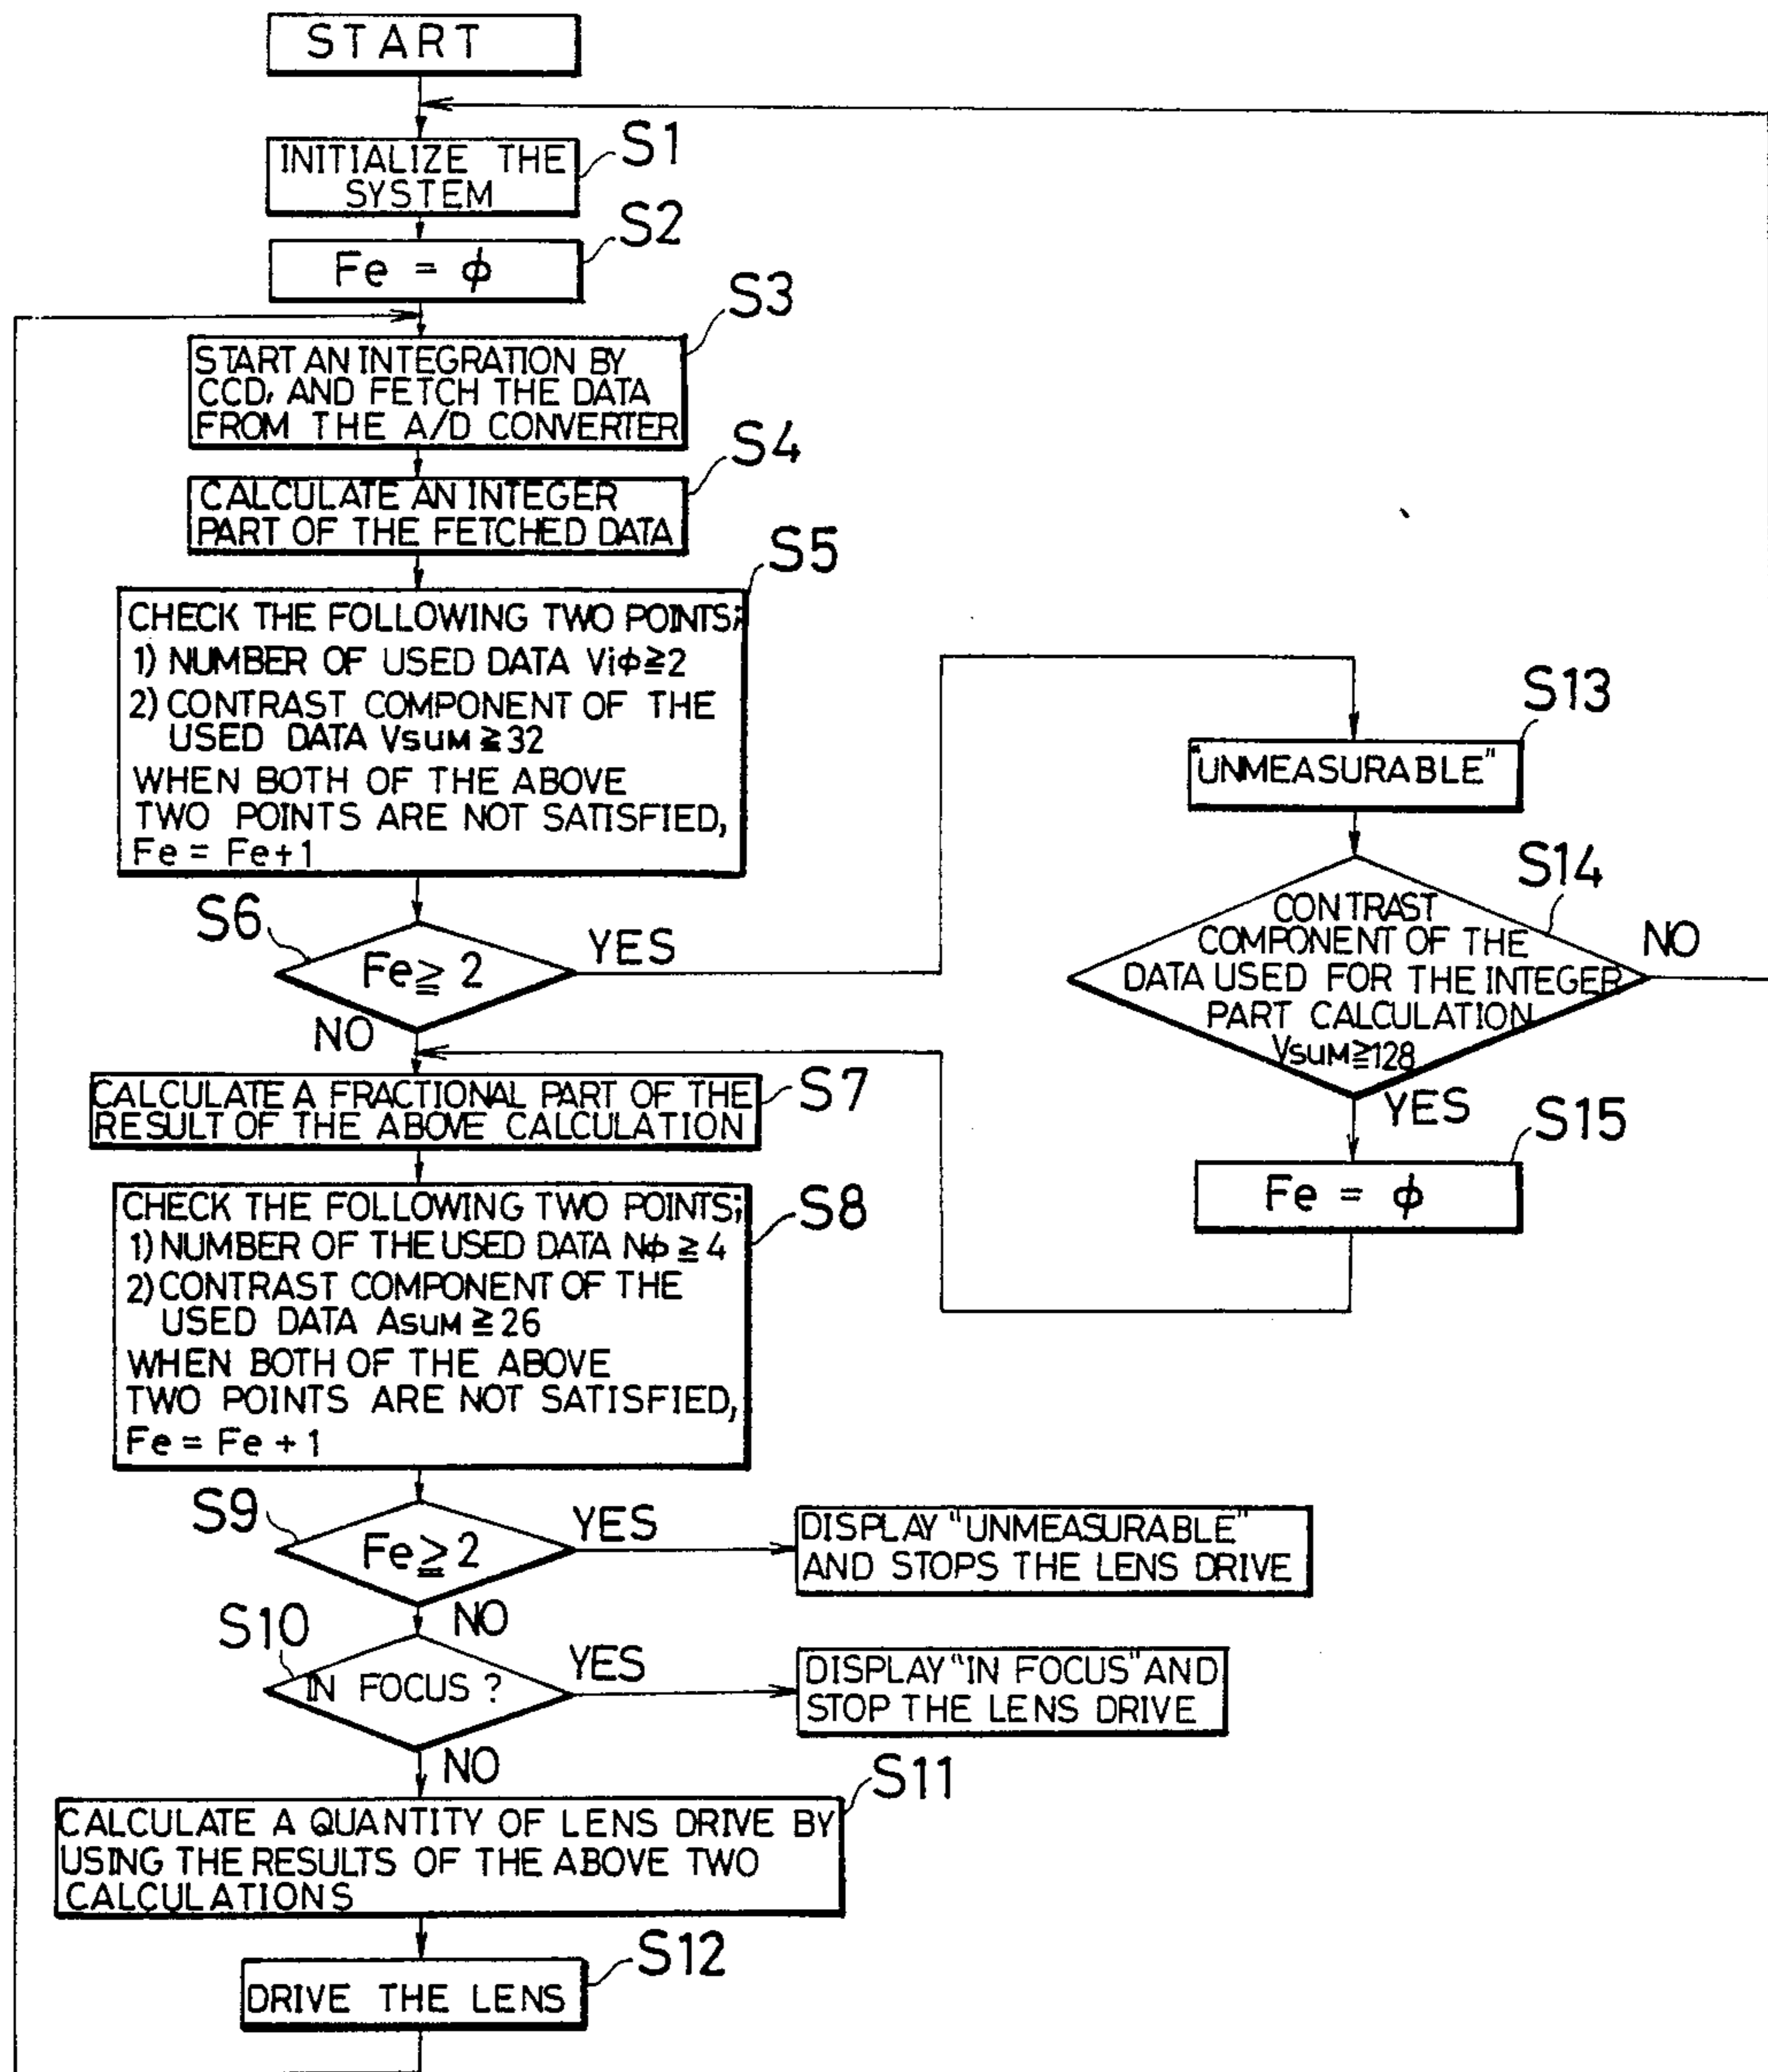 START
INITIALIZE THE
SYSTEM
S1
Fe = ϕ
S2
START AN INTEGRATION BY
CCD, AND FETCH THE DATA
FROM THE A/D CONVERTER
S3
CALCULATE AN INTEGER
PART OF THE FETCHED DATA
S4
CHECK THE FOLLOWING TWO POINTS;
1) NUMBER OF USED DATA Viϕ≧2
2) CONTRAST COMPONENT OF THE
USED DATA VSUM≧32
WHEN BOTH OF THE ABOVE
TWO POINTS ARE NOT SATISFIED,
Fe = Fe+1
S5
S6
Fe≧2
YES
NO
CALCULATE A FRACTIONAL PART OF THE
RESULT OF THE ABOVE CALCULATION
S7
CHECK THE FOLLOWING TWO POINTS;
1) NUMBER OF THE USED DATA Nϕ≧4
2) CONTRAST COMPONENT OF THE
USED DATA ASUM≧26
WHEN BOTH OF THE ABOVE
TWO POINTS ARE NOT SATISFIED,
Fe = Fe + 1
S8
S9
Fe≧2
YES
NO
DISPLAY "UNMEASURABLE"
AND STOPS THE LENS DRIVE
S10
IN FOCUS ?
YES
NO
DISPLAY "IN FOCUS" AND
STOP THE LENS DRIVE
CALCULATE A QUANTITY OF LENS DRIVE BY
USING THE RESULTS OF THE ABOVE TWO
CALCULATIONS
S11
DRIVE THE LENS
S12
"UNMEASURABLE"
S13
CONTRAST
COMPONENT OF THE
DATA USED FOR THE INTEGER
PART CALCULATION
VSUM≧128
S14
NO
YES
Fe = ϕ
S15